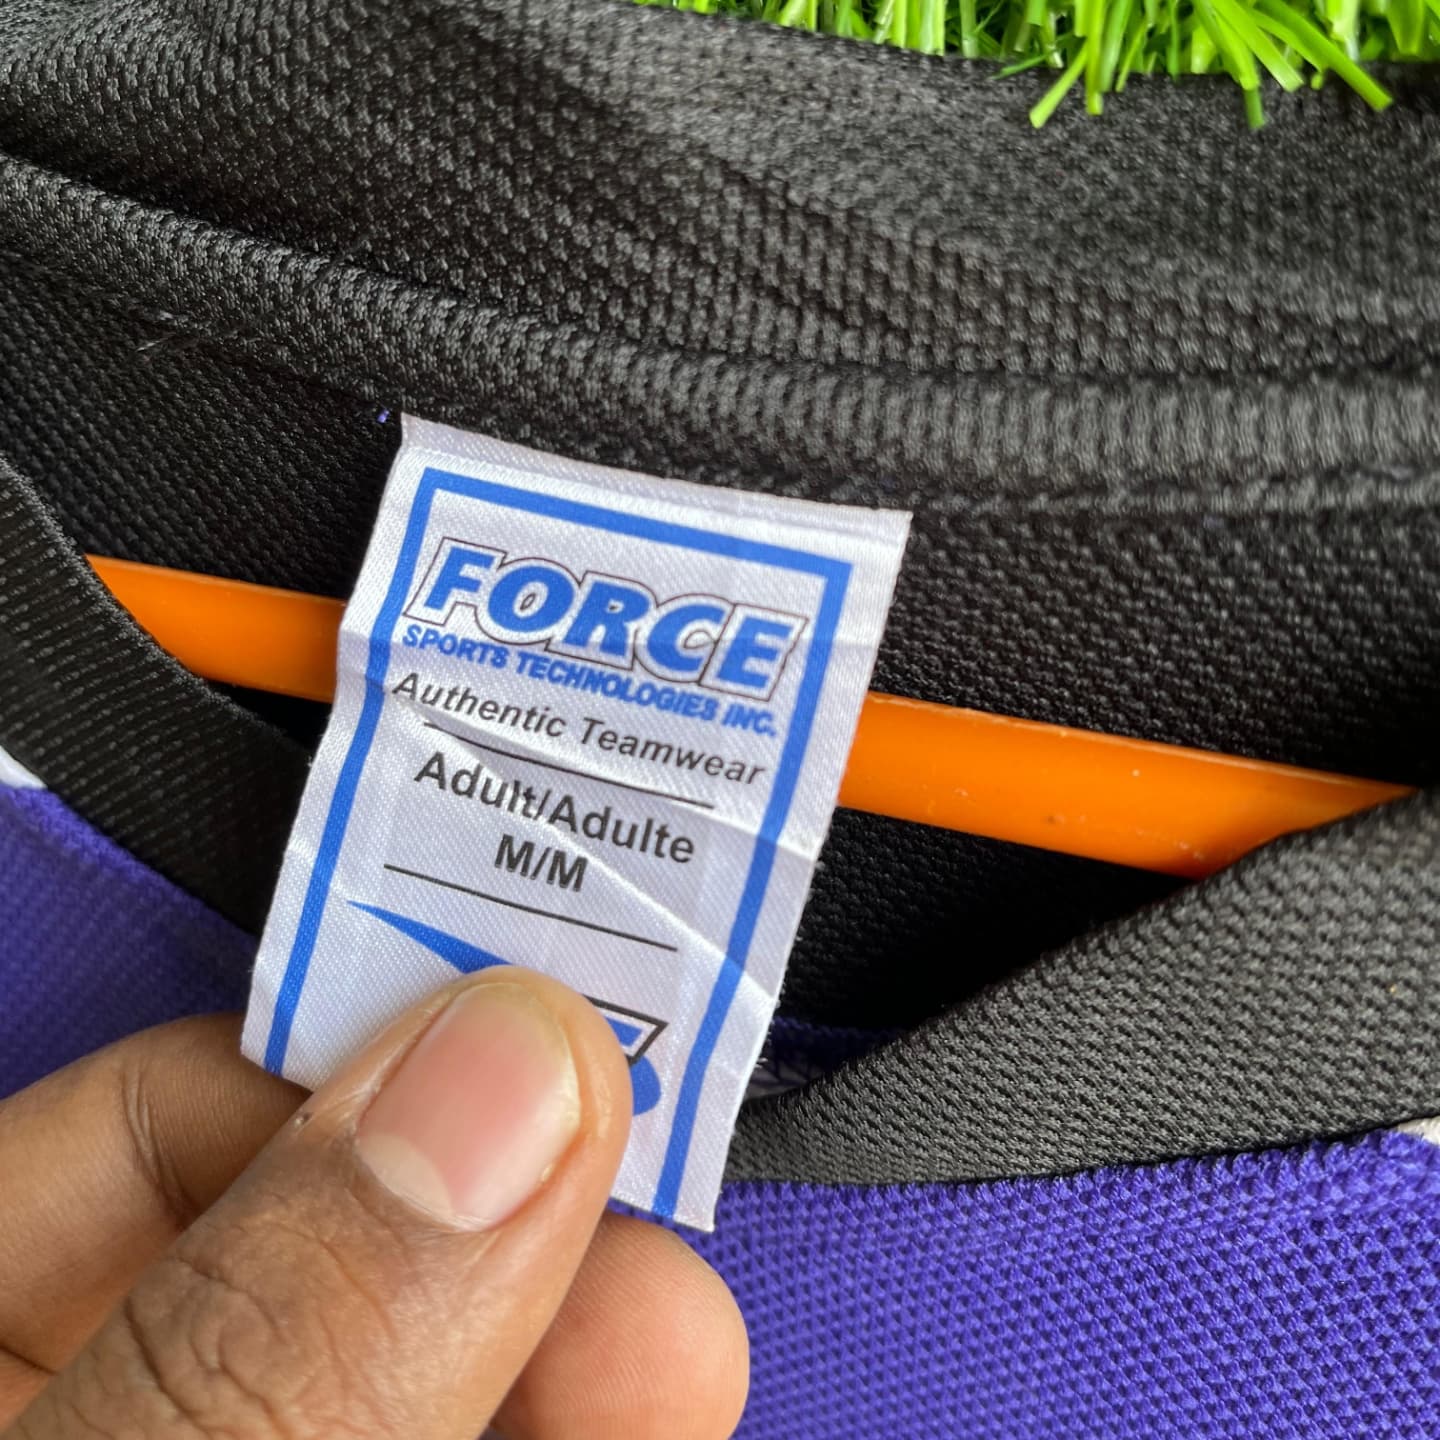 FORCE
SPORTS TECHNOLOGIES INC.
Authentic Teamwear
Adult/Adulte
M/M